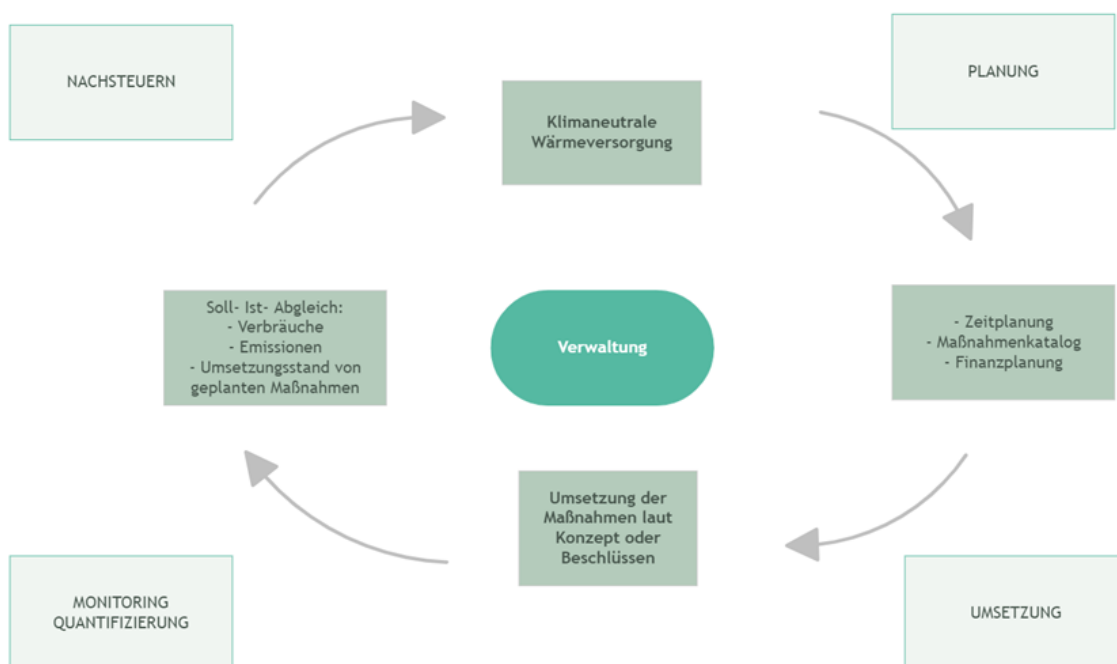 NACHSTEUERN
PLANUNG
Klimaneutrale
Wärmeversorgung
Soll- Ist- Abgleich:
- Verbräuche
- Emissionen
- Umsetzungsstand von
geplanten Maßnahmen
Verwaltung
- Zeitplanung
- Maßnahmenkatalog
- Finanzplanung
Umsetzung der
Maßnahmen laut
Konzept oder
Beschlüssen
MONITORING
QUANTIFIZIERUNG
UMSETZUNG